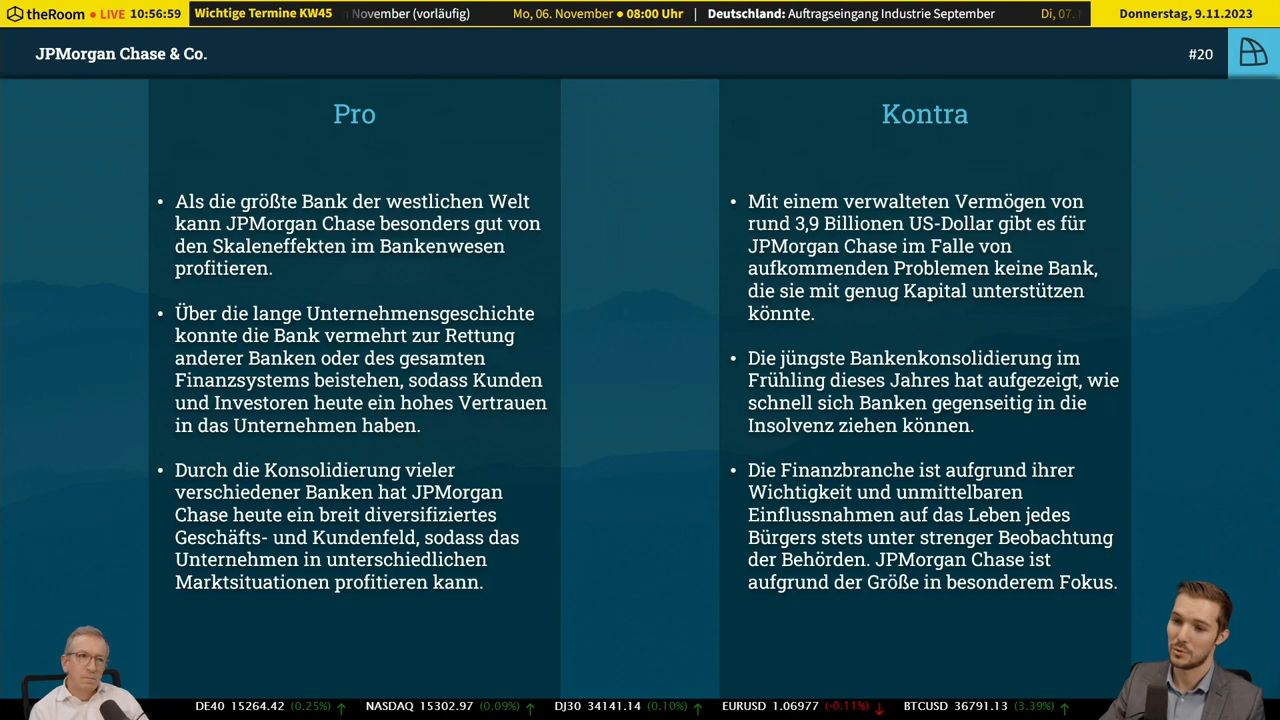 theRoom • LIVE 10:56:59
Wichtige Termine KW45
November (vorläufig) Mo, 06. November • 08:00 Uhr | Deutschland: Auftragseingang Industrie September Di, 07.
Donnerstag, 9.11.2023
JPMorgan Chase & Co.
#20
Pro
• Als die größte Bank der westlichen Welt
kann JPMorgan Chase besonders gut von
den Skaleneffekten im Bankenwesen
profitieren.
• Über die lange Unternehmensgeschichte
konnte die Bank vermehrt zur Rettung
anderer Banken oder des gesamten
Finanzsystems beistehen, sodass Kunden
und Investoren heute ein hohes Vertrauen
in das Unternehmen haben.
• Durch die Konsolidierung vieler
verschiedener Banken hat JPMorgan
Chase heute ein breit diversifiziertes
Geschäfts- und Kundenfeld, sodass das
Unternehmen in unterschiedlichen
Marktsituationen profitieren kann.
Kontra
• Mit einem verwalteten Vermögen von
rund 3,9 Billionen US-Dollar gibt es für
JPMorgan Chase im Falle von
aufkommenden Problemen keine Bank,
die sie mit genug Kapital unterstützen
könnte.
• Die jüngste Bankenkonsolidierung im
Frühling dieses Jahres hat aufgezeigt, wie
schnell sich Banken gegenseitig in die
Insolvenz ziehen können.
• Die Finanzbranche ist aufgrund ihrer
Wichtigkeit und unmittelbaren
Einflussnahmen auf das Leben jedes
Bürgers stets unter strenger Beobachtung
der Behörden. JPMorgan Chase ist
aufgrund der Größe in besonderem Fokus.
DE40 15264.42 (0.25%) ↑ NASDAQ 15302.97 (0.09%) ↑ DJ30 34141.14 (0.10%) ↑ EURUSD 1.06977 (-0.11%) ↓ BTCUSD 36791.13 (3.39%) ↑